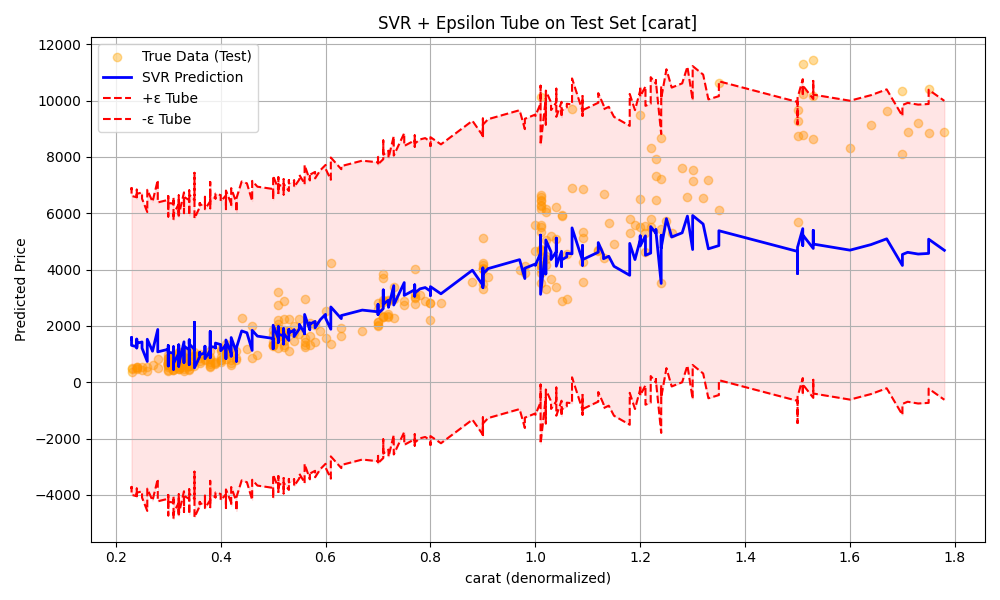 SVR + Epsilon Tube on Test Set [carat]
True Data (Test)
SVR Prediction
+ε Tube
-ε Tube
12000
10000
8000
6000
4000
2000
0
−2000
−4000
Predicted Price
0.2 0.4 0.6 0.8 1.0 1.2 1.4 1.6 1.8
carat (denormalized)